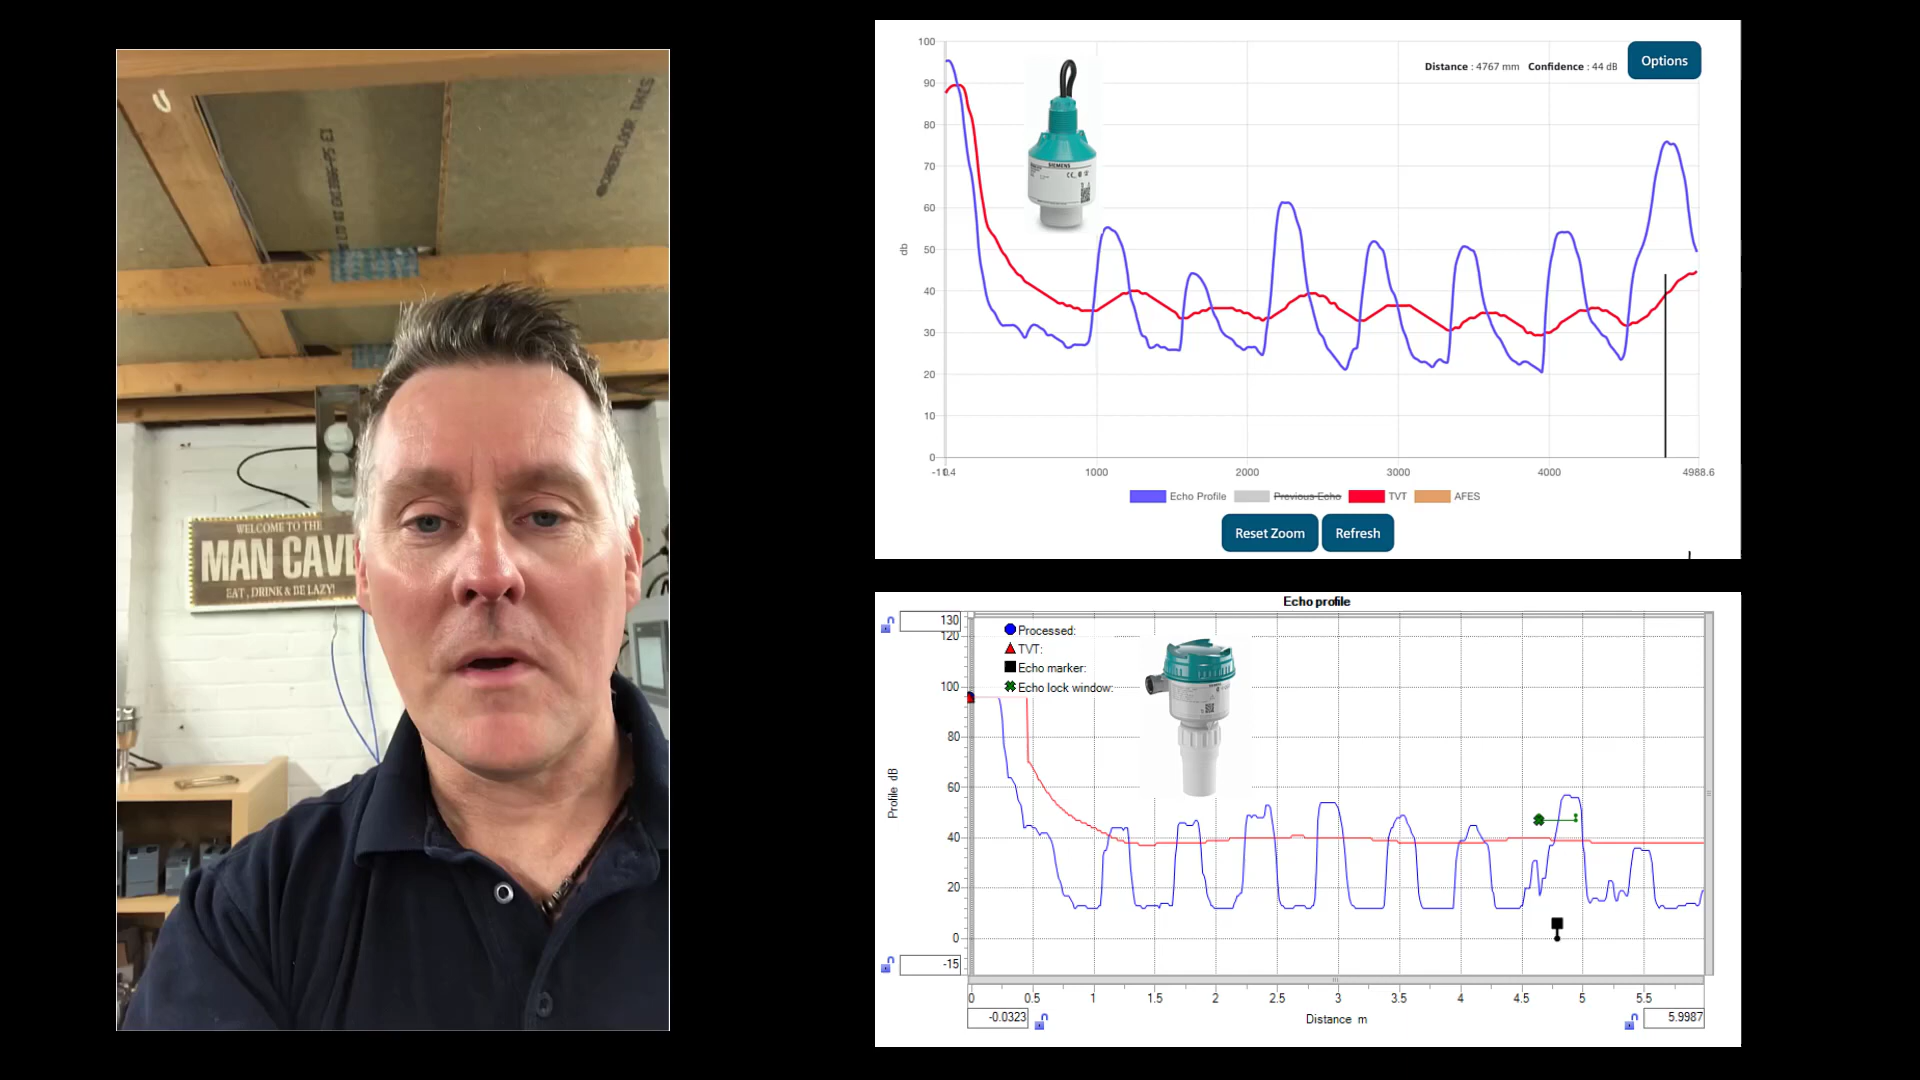 WELCOME TO THE
MAN CAVE
EAT, DRINK & BE LAZY!
100
90
80
70
60
50
40
30
20
10
0
db
Distance : 4767 mm Confidence : 44 dB
Options
SIEMENS
1000
2000
3000
4000
4988.6
Echo Profile
Previous Echo
TVT
AFES
Reset Zoom
Refresh
Echo profile
130
120
100
80
60
40
20
0
-15
Profile dB
Processed:
TVT:
Echo marker:
Echo lock window:
0 0.5 1 1.5 2 2.5 3 3.5 4 4.5 5 5.5
-0.0323
Distance m
5.9987